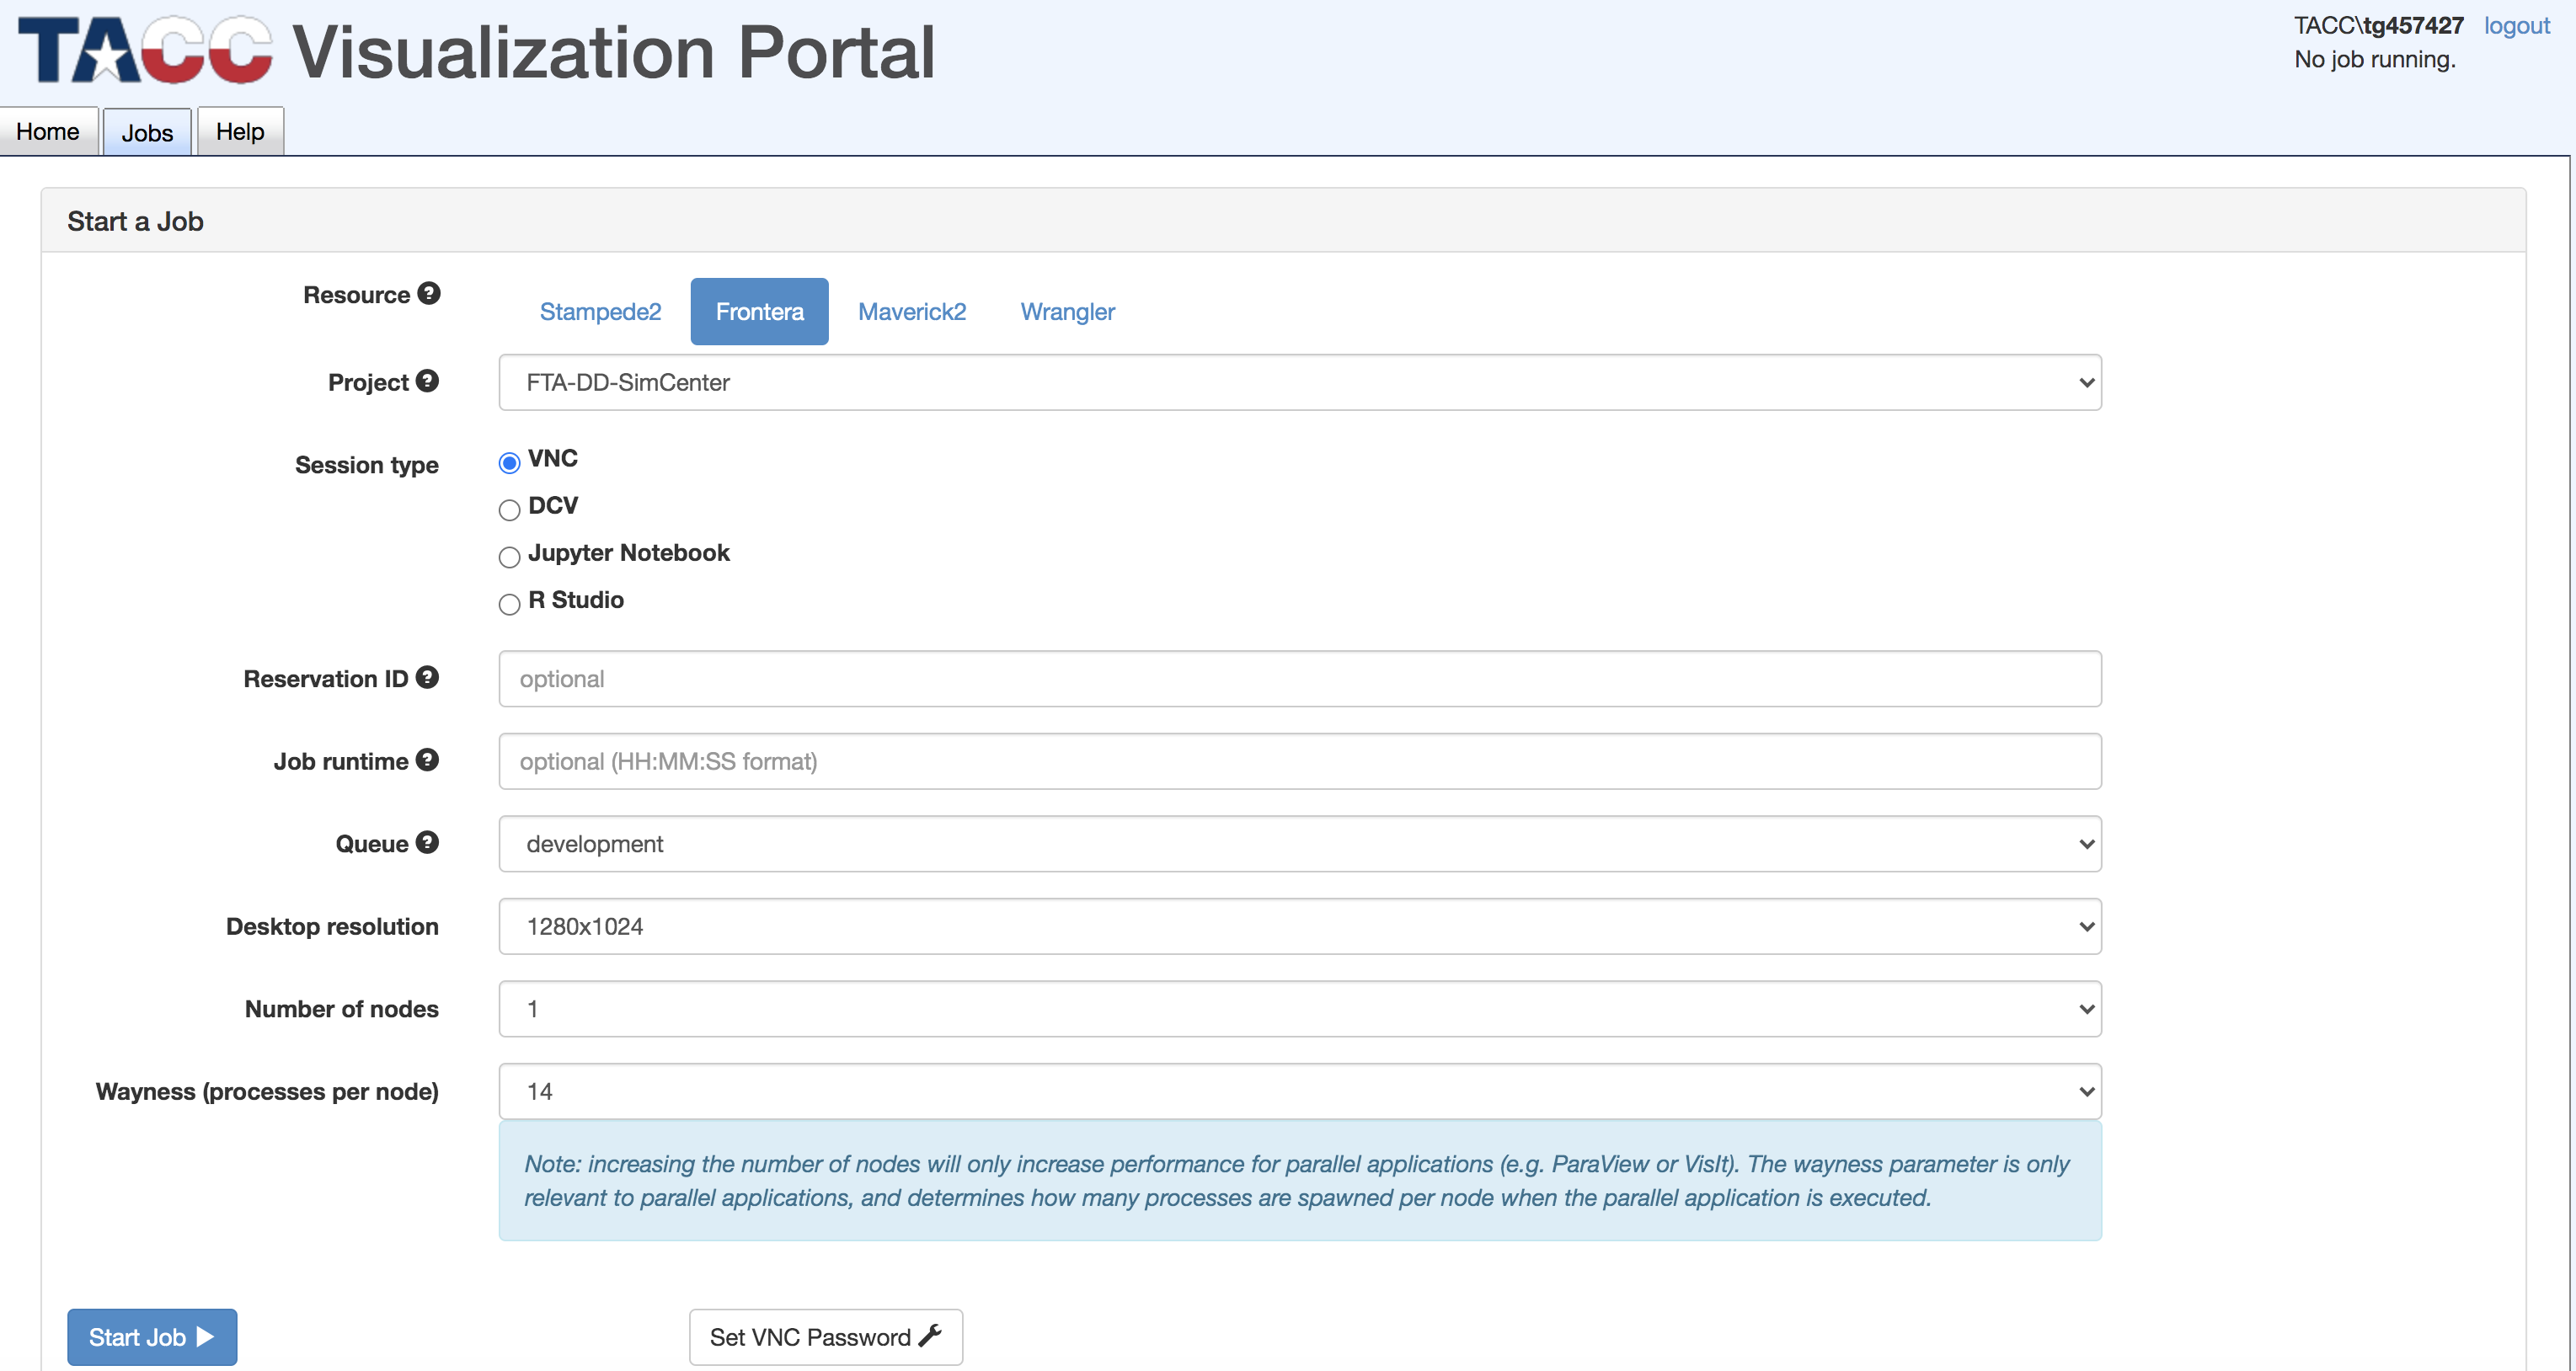 TACC Visualization Portal
TACC\tg457427 logout
No job running.
Home Jobs Help
Start a Job
Resource ?
Stampede2 Frontera Maverick2 Wrangler
Project ?
FTA-DD-SimCenter
Session type
VNC
DCV
Jupyter Notebook
R Studio
Reservation ID ?
optional
Job runtime ?
optional (HH:MM:SS format)
Queue ?
development
Desktop resolution
1280x1024
Number of nodes
1
Wayness (processes per node)
14
Note: increasing the number of nodes will only increase performance for parallel applications (e.g. ParaView or VisIt). The wayness parameter is only
relevant to parallel applications, and determines how many processes are spawned per node when the parallel application is executed.
Start Job
Set VNC Password